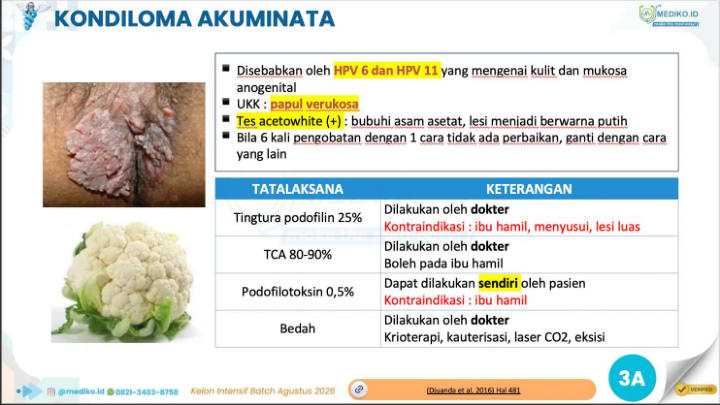 KONDILOMA AKUMINATA
MEDIKO.ID
Disebabkan oleh HPV 6 dan HPV 11 yang mengenai kulit dan mukosa
anogenital
UKK : papul verukosa
Tes acetowhite (+) : bubuhi asam asetat, lesi menjadi berwarna putih
Bila 6 kali pengobatan dengan 1 cara tidak ada perbaikan, ganti dengan cara
yang lain
TATALAKSANA KETERANGAN
Tingtura podofilin 25%
Dilakukan oleh dokter
Kontraindikasi : ibu hamil, menyusui, lesi luas
TCA 80-90%
Dilakukan oleh dokter
Boleh pada ibu hamil
Podofilotoksin 0,5%
Dapat dilakukan sendiri oleh pasien
Kontraindikasi : ibu hamil
Bedah
Dilakukan oleh dokter
Krioterapi, kauterisasi, laser CO2, eksisi
@mediko.id 0821-3403-8758 Kelon Intensif Batch Agustus 2026
(Djuanda et al. 2016) Hal 481
3A